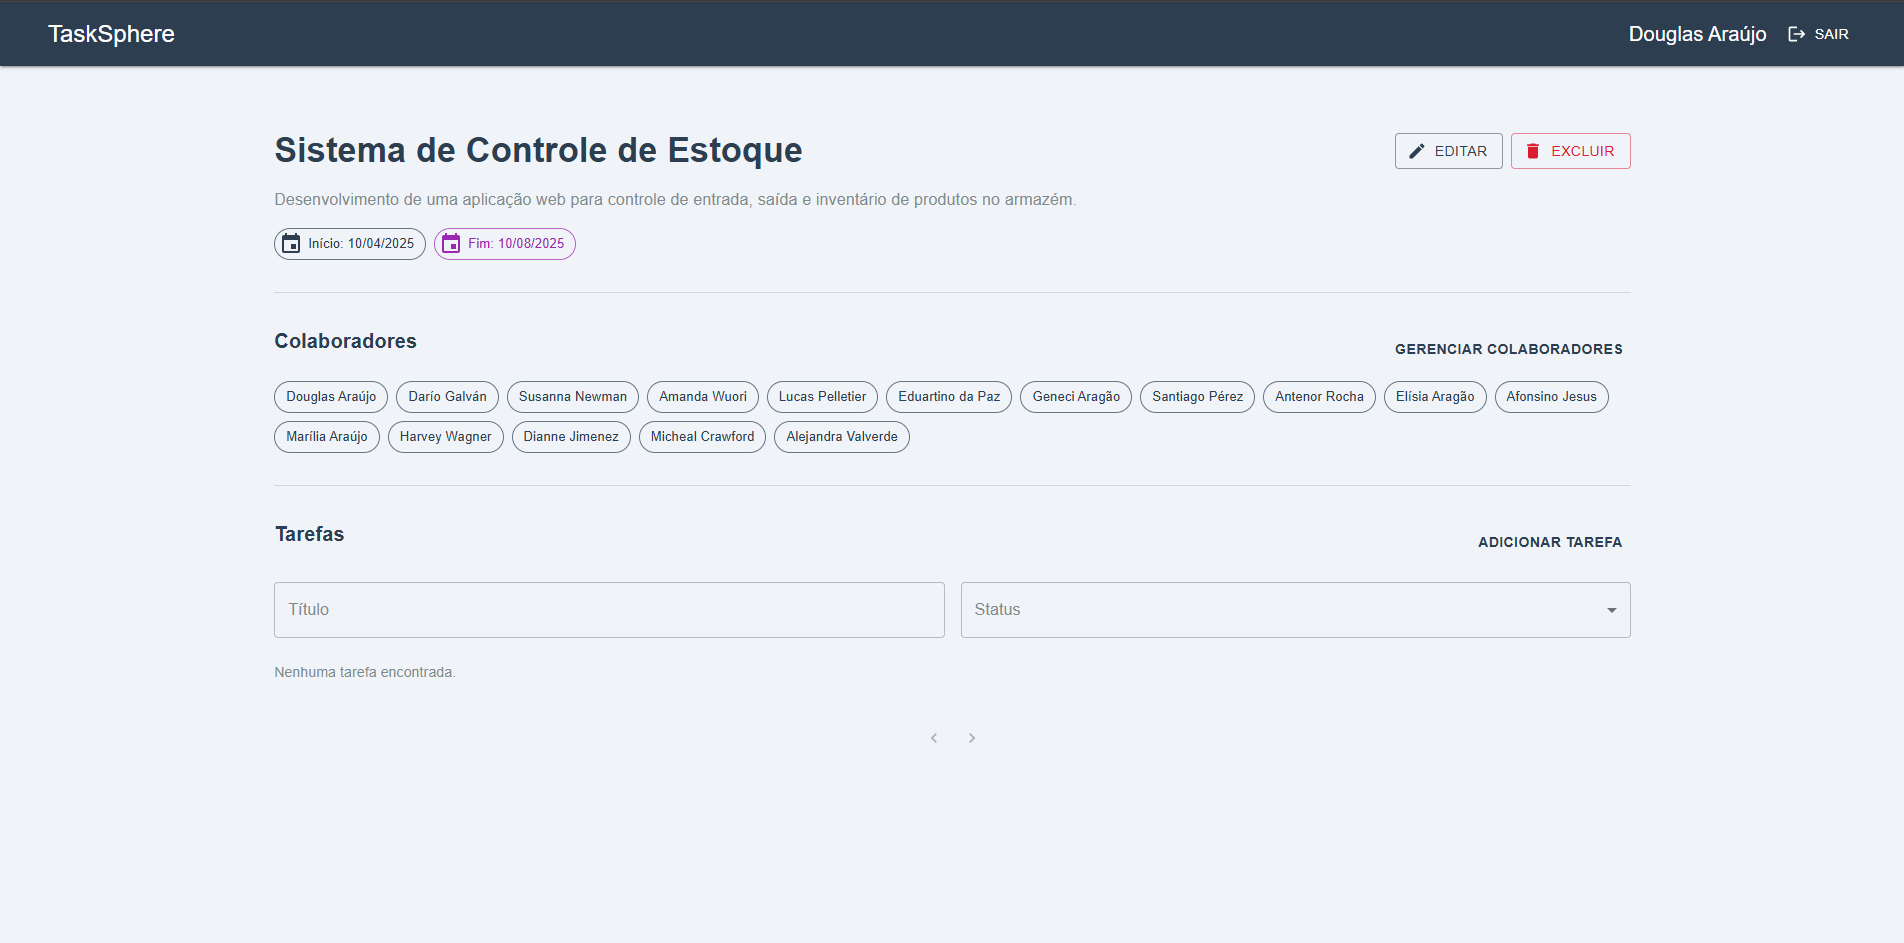 TaskSphere Douglas Araújo SAIR
Sistema de Controle de Estoque EDITAR EXCLUIR
Desenvolvimento de uma aplicação web para controle de entrada, saída e inventário de produtos no armazém.
Início: 10/04/2025 Fim: 10/08/2025
Colaboradores
GERENCIAR COLABORADORES
Douglas Araújo Darío Galván Susanna Newman Amanda Wuori Lucas Pelletier Eduartino da Paz Geneci Aragão Santiago Pérez Antenor Rocha Elísia Aragão Afonsino Jesus
Marília Araújo Harvey Wagner Dianne Jimenez Micheal Crawford Alejandra Valverde
Tarefas
ADICIONAR TAREFA
Título Status
Nenhuma tarefa encontrada.